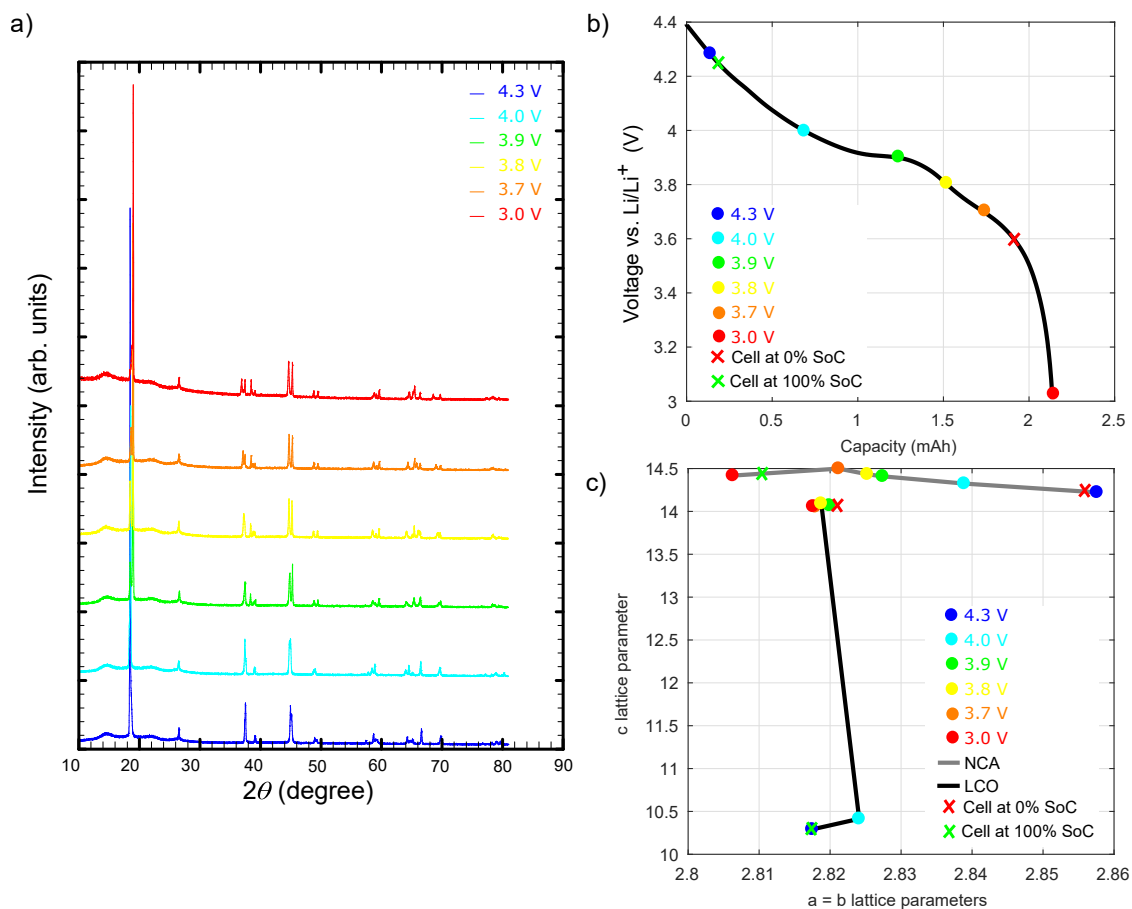 a)
4.3 V
4.0 V
3.9 V
3.8 V
3.7 V
3.0 V
Intensity (arb. units)
10 20 30 40 50 60 70 80 90
2θ (degree)
b)
4.4
4.2
4
3.8
3.6
3.4
3.2
3
Voltage vs. Li/Li+ (V)
4.3 V
4.0 V
3.9 V
3.8 V
3.7 V
3.0 V
Cell at 0% SoC
Cell at 100% SoC
0 0.5 1 1.5 2 2.5
Capacity (mAh)
c)
14.5
14
13.5
13
12.5
12
11.5
11
10.5
10
c lattice parameter
4.3 V
4.0 V
3.9 V
3.8 V
3.7 V
3.0 V
NCA
LCO
Cell at 0% SoC
Cell at 100% SoC
2.8 2.81 2.82 2.83 2.84 2.85 2.86
a = b lattice parameters